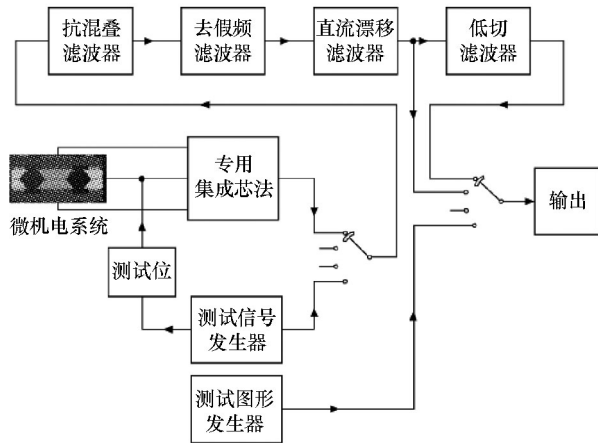 抗混叠
滤波器
去假频
滤波器
直流漂移
滤波器
低切
滤波器
专用
集成芯法
微机电系统
输出
测试位
测试信号
发生器
测试图形
发生器